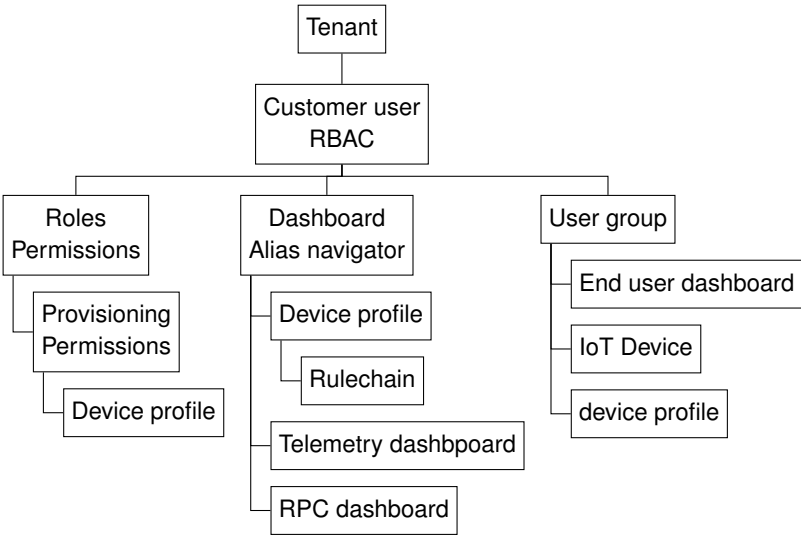 Tenant
Customer user
RBAC
Roles
Permissions
Provisioning
Permissions
Device profile
Dashboard
Alias navigator
Device profile
Rulechain
Telemetry dashbpoard
RPC dashboard
User group
End user dashboard
IoT Device
device profile